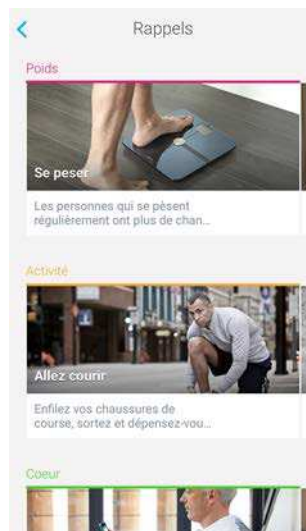 Rappels
Poids
Se peser
Les personnes qui se pèsent
régulièrement ont plus de chan...
Activité
Allez courir
Enfilez vos chaussures de
course, sortez et dépensez-vou...
Coeur